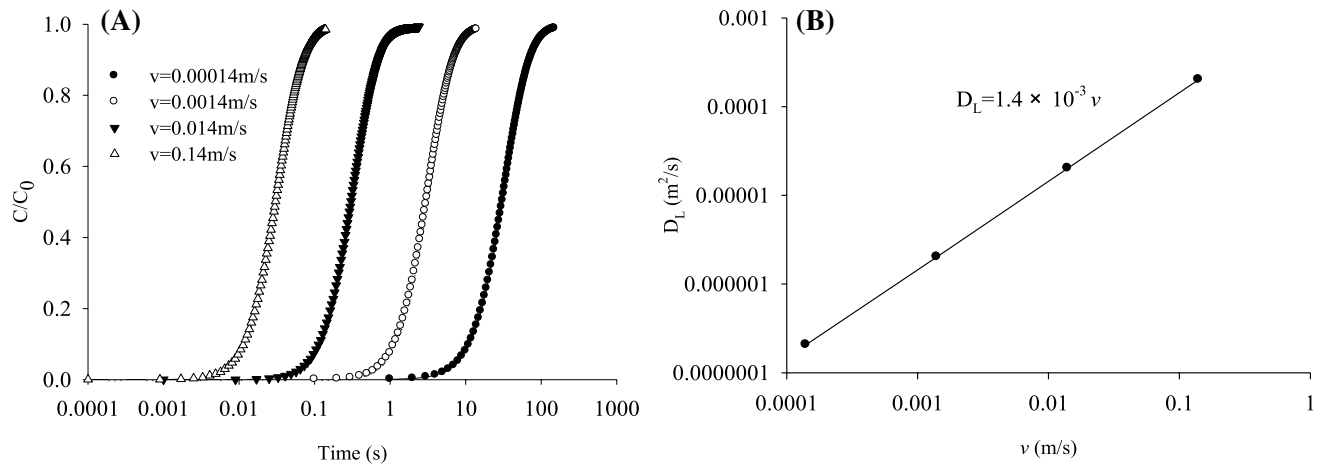 (A)
C/C0
1.0
0.8
0.6
0.4
0.2
0.0
v=0.00014m/s
v=0.0014m/s
v=0.014m/s
v=0.14m/s
0.0001 0.001 0.01 0.1 1 10 100 1000
Time (s)
(B)
D_L (m²/s)
0.001
0.0001
0.00001
0.000001
0.0000001
D_L=1.4 × 10⁻³ v
0.0001 0.001 0.01 0.1 1
v (m/s)